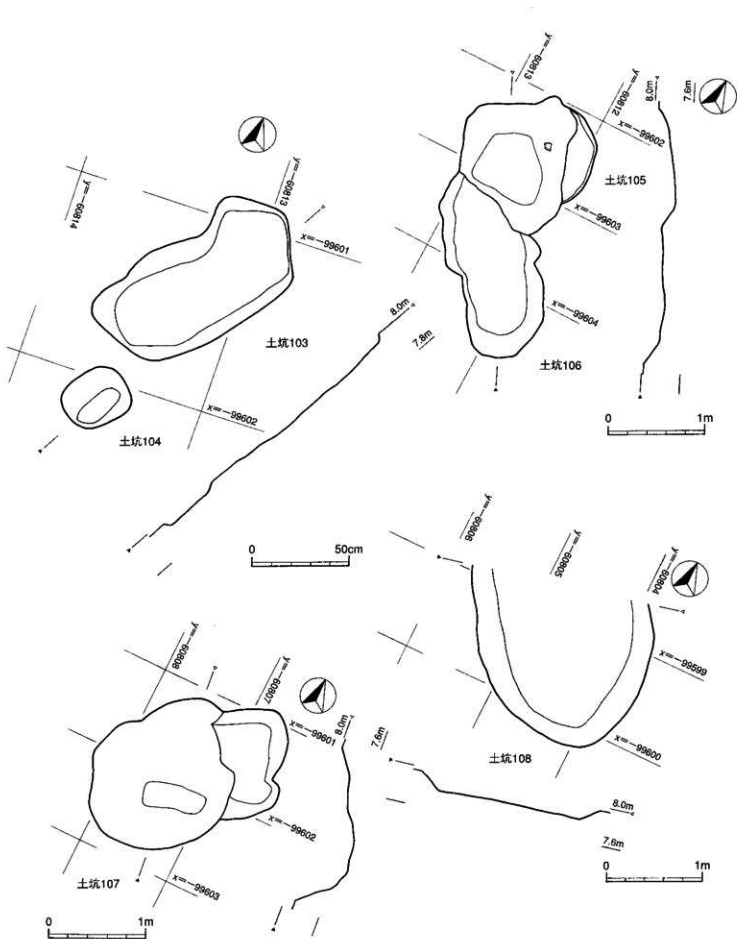 y=-60814
y=-60813
x=-99601
土坑103
x=-99602
土坑104
8.0m
7.8m
0 50cm
y=-60813
y=-60812
8.0m
7.6m
x=-99602
土坑105
x=-99603
x=-99604
土坑106
0 1m
y=-60808
y=-60807
8.0m
7.6m
x=-99601
x=-99602
土坑107
x=-99603
0 1m
y=-60806
y=-60805
y=-60804
x=-99599
x=-99600
土坑108
8.0m
7.6m
0 1m